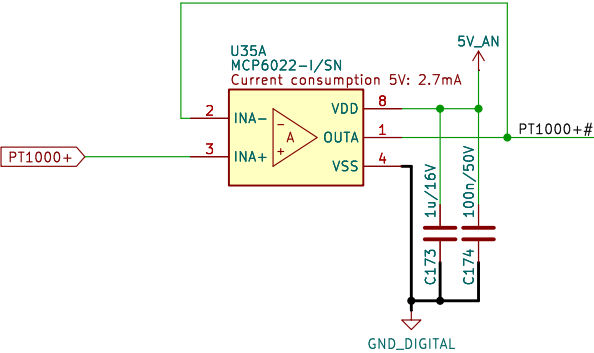 5V_AN
U35A
MCP6022-I/SN
Current consumption 5V: 2.7mA
2 INA- VDD 8
A
- OUTA 1 PT1000+#
PT1000+ 3 INA+
+ VSS 4
1u/16V 100n/50V
C173 C174
GND_DIGITAL